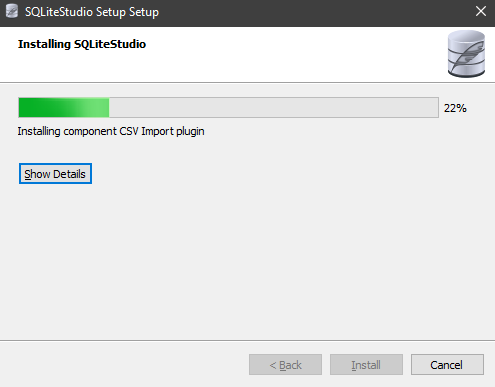 SQLiteStudio Setup Setup
Installing SQLiteStudio
22%
Installing component CSV Import plugin
Show Details
< Back
Install
Cancel